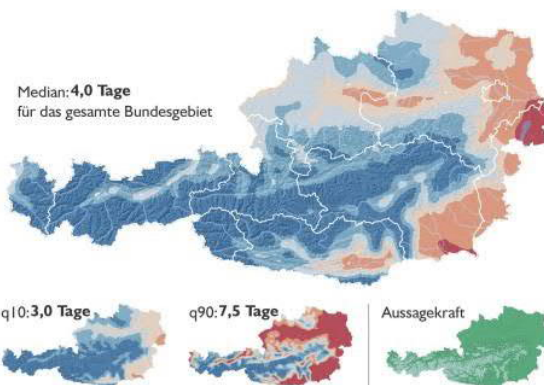 Median: 4,0 Tage
für das gesamte Bundesgebiet
q10: 3,0 Tage
q90: 7,5 Tage
Aussagekraft